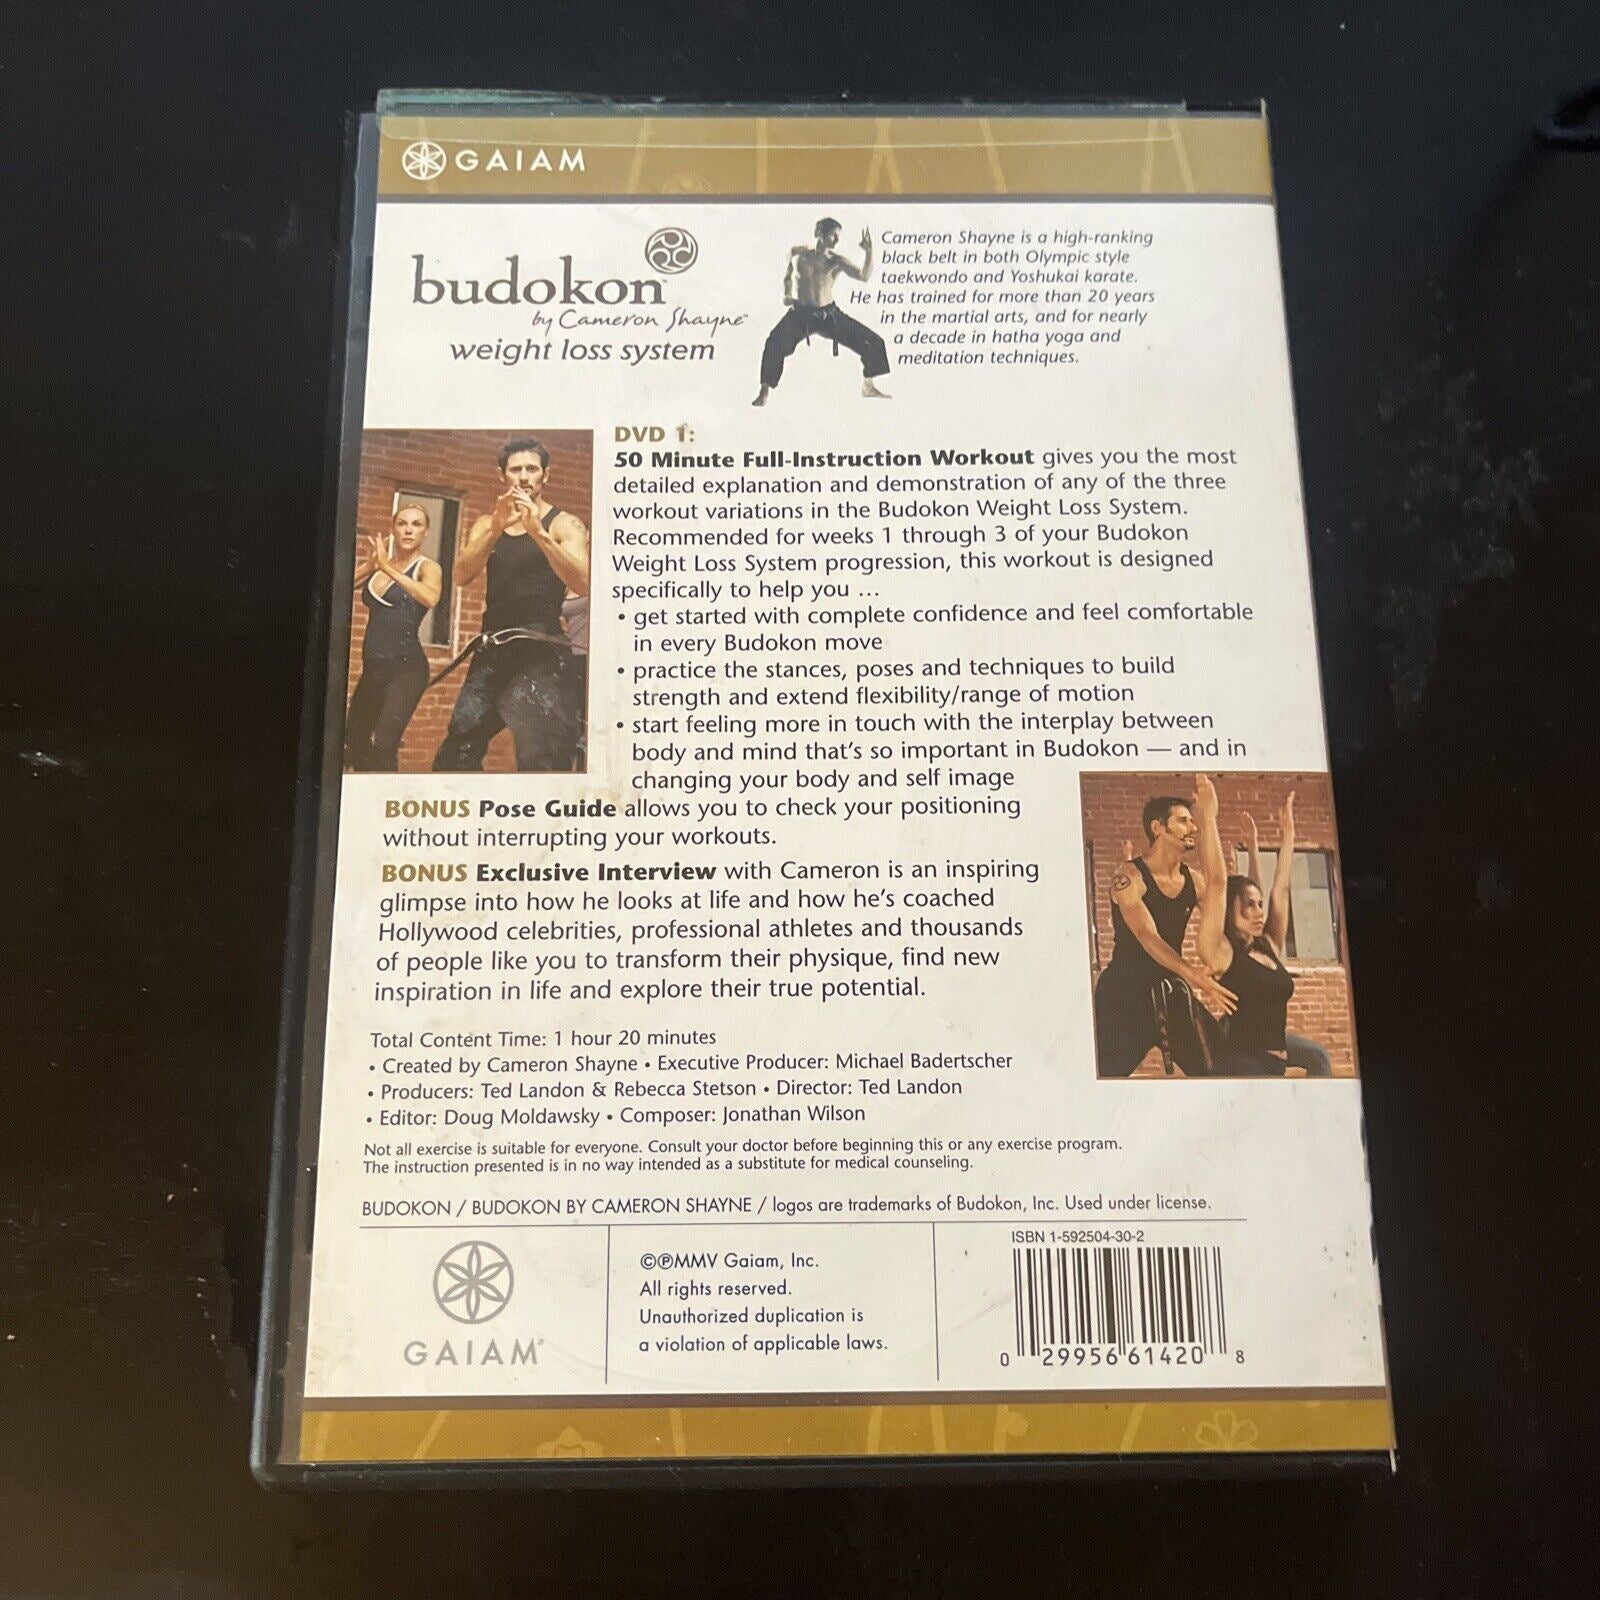 GAIAM
budokon™
by Cameron Shayne™
weight loss system
Cameron Shayne is a high-ranking
black belt in both Olympic style
taekwondo and Yoshukai karate.
He has trained for more than 20 years
in the martial arts, and for nearly
a decade in hatha yoga and
meditation techniques.
DVD 1:
50 Minute Full-Instruction Workout gives you the most
detailed explanation and demonstration of any of the three
workout variations in the Budokon Weight Loss System.
Recommended for weeks 1 through 3 of your Budokon
Weight Loss System progression, this workout is designed
specifically to help you ...
• get started with complete confidence and feel comfortable
in every Budokon move
• practice the stances, poses and techniques to build
strength and extend flexibility/range of motion
• start feeling more in touch with the interplay between
body and mind that's so important in Budokon — and in
changing your body and self image
BONUS Pose Guide allows you to check your positioning
without interrupting your workouts.
BONUS Exclusive Interview with Cameron is an inspiring
glimpse into how he looks at life and how he's coached
Hollywood celebrities, professional athletes and thousands
of people like you to transform their physique, find new
inspiration in life and explore their true potential.
Total Content Time: 1 hour 20 minutes
• Created by Cameron Shayne • Executive Producer: Michael Badertscher
• Producers: Ted Landon & Rebecca Stetson • Director: Ted Landon
• Editor: Doug Moldawsky • Composer: Jonathan Wilson
Not all exercise is suitable for everyone. Consult your doctor before beginning this or any exercise program.
The instruction presented is in no way intended as a substitute for medical counseling.
BUDOKON / BUDOKON BY CAMERON SHAYNE / logos are trademarks of Budokon, Inc. Used under license.
GAIAM®
©℗MMV Gaiam, Inc.
All rights reserved.
Unauthorized duplication is
a violation of applicable laws.
ISBN 1-592504-30-2
0 29956 61420 8